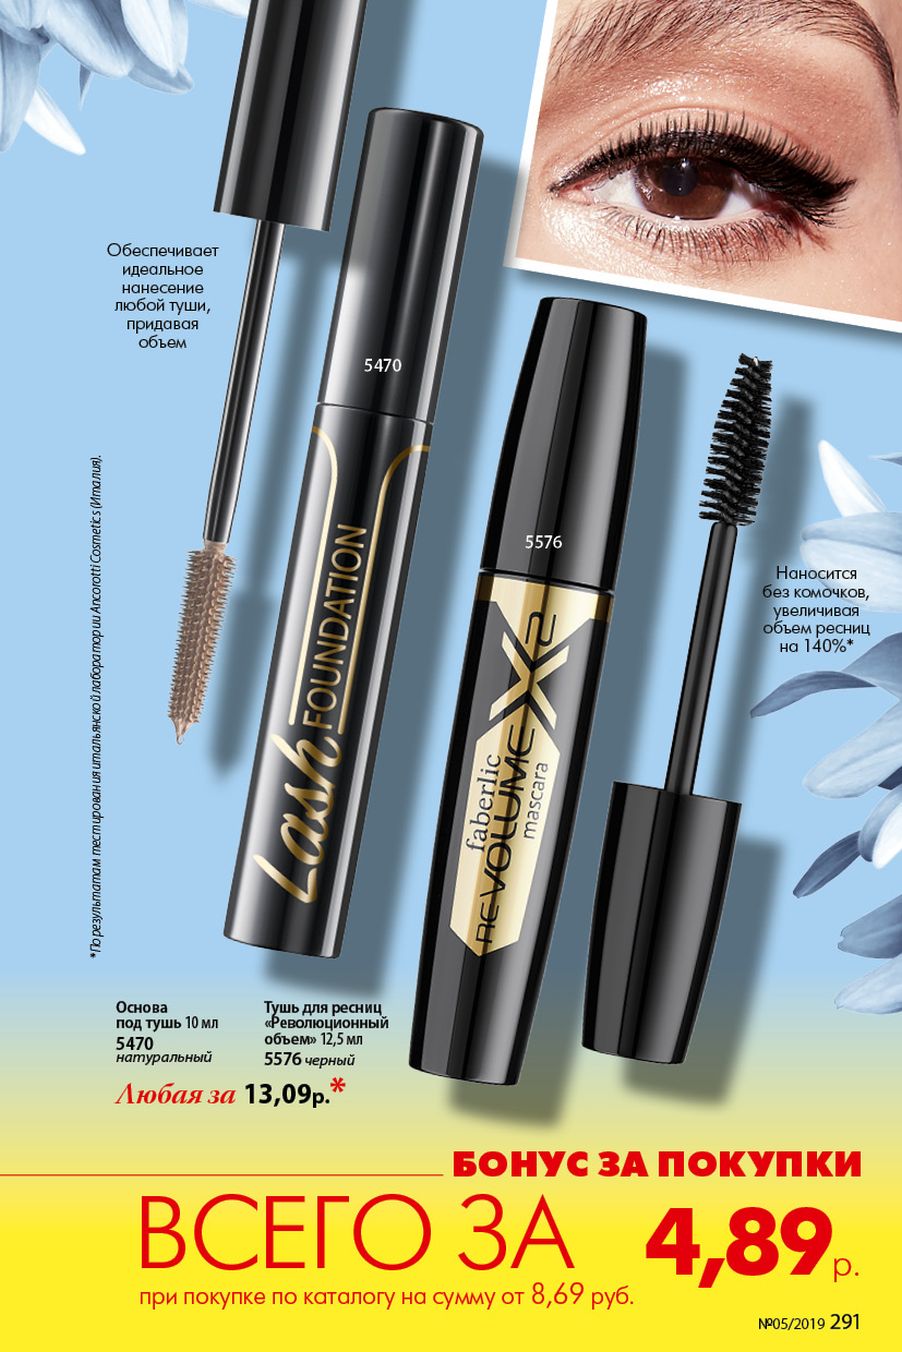 Обеспечивает
идеальное
нанесение
любой туши,
придавая
объем
5470
*По результатам тестирования итальянской лаборатории Ancorotti Cosmetics (Италия).
Lash
FOUNDATION
5576
faberlic
REVOLUMEX2
mascara
Наносится
без комочков,
увеличивая
объем ресниц
на 140%*
Основа
под тушь 10 мл
5470
натуральный
Тушь для ресниц
«Революционный
объем» 12,5 мл
5576 черный
Любая за 13,09р.*
БОНУС ЗА ПОКУПКИ
ВСЕГО ЗА 4,89 р.
при покупке по каталогу на сумму от 8,69 руб.
№05/2019 291